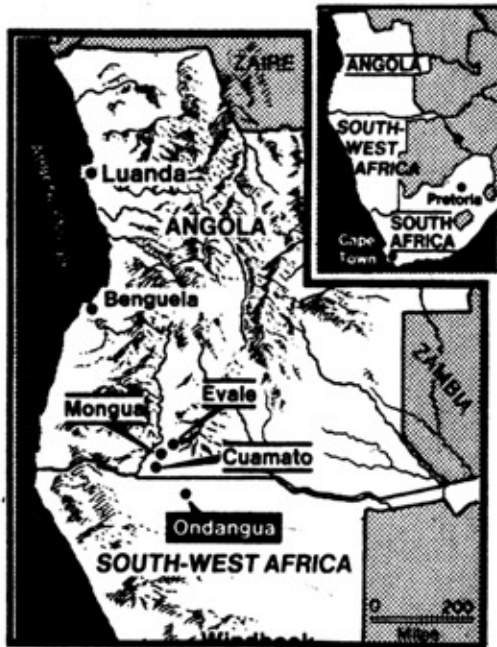 ZAIRE
Luanda
ANGOLA
Benguela
ZAMBIA
Evale
Mongua
Cuamato
Ondangua
SOUTH-WEST AFRICA
0 200
Miles
Windhoek
ANGOLA
SOUTH-
WEST
AFRICA
Pretoria
SOUTH
AFRICA
Cape
Town